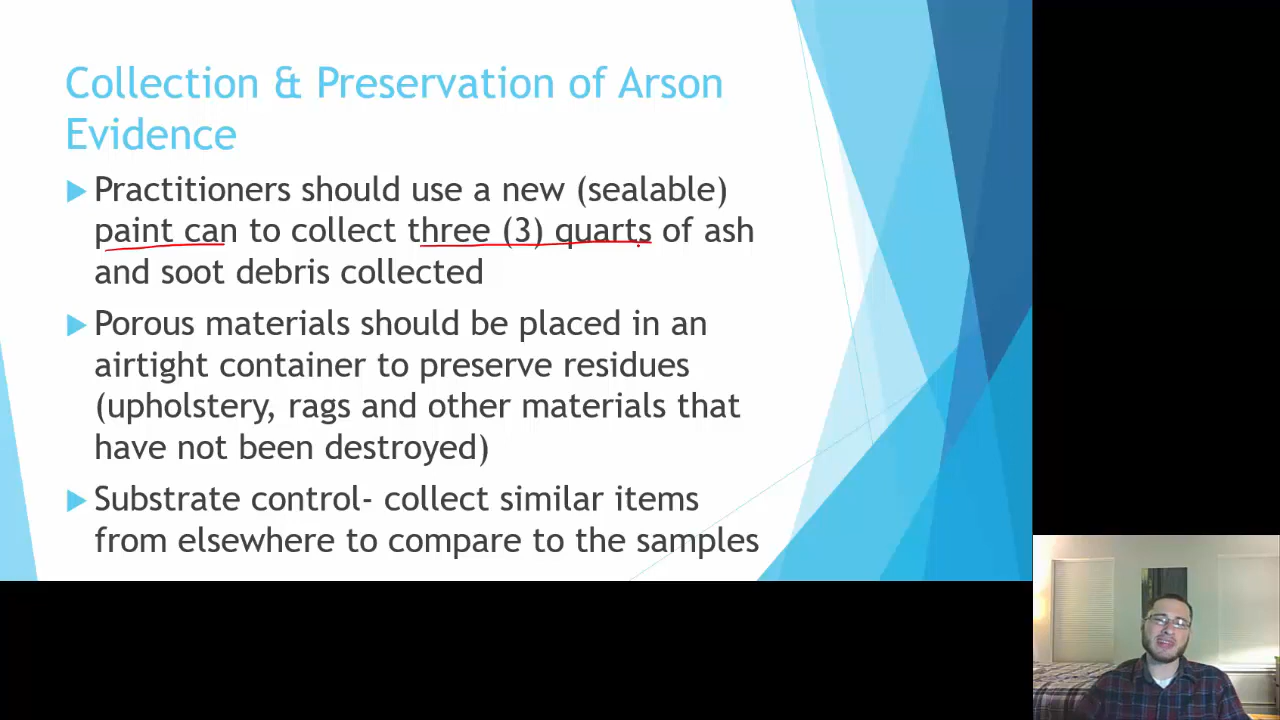 Collection & Preservation of Arson
Evidence
Practitioners should use a new (sealable)
paint can to collect three (3) quarts of ash
and soot debris collected
Porous materials should be placed in an
airtight container to preserve residues
(upholstery, rags and other materials that
have not been destroyed)
Substrate control- collect similar items
from elsewhere to compare to the samples